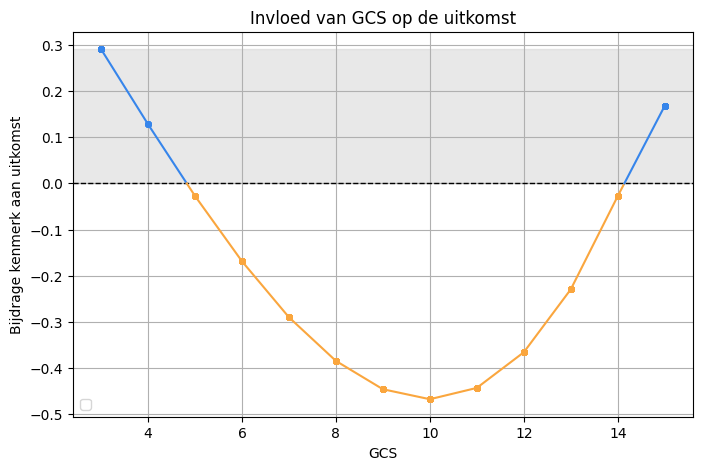 Invloed van GCS op de uitkomst
Bijdrage kenmerk aan uitkomst
0.3
0.2
0.1
0.0
−0.1
−0.2
−0.3
−0.4
−0.5
4 6 8 10 12 14
GCS